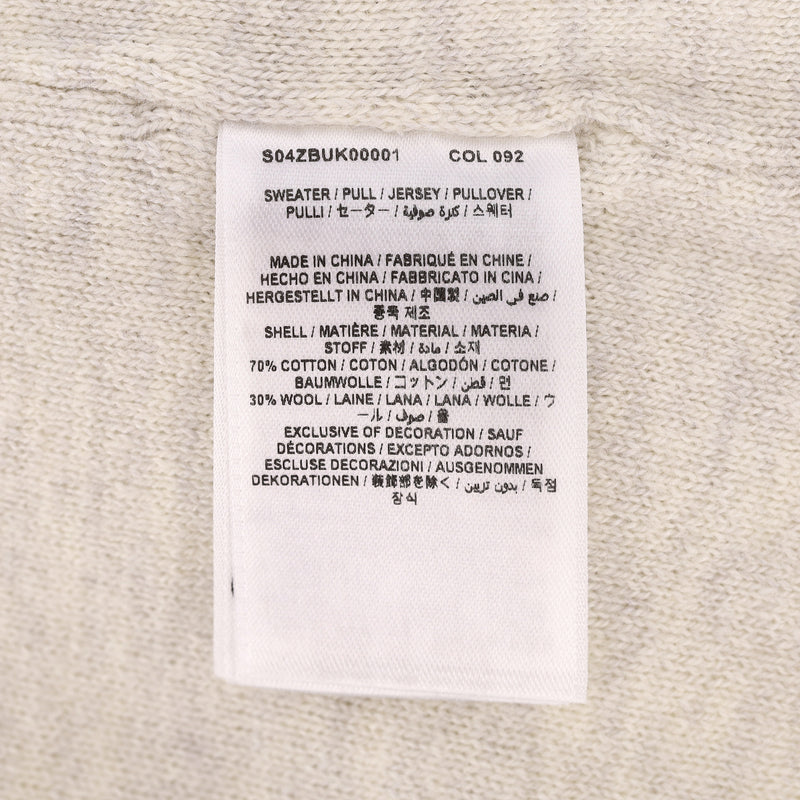 S04ZBUK00001 COL 092
SWEATER / PULL / JERSEY / PULLOVER /
PULLI / セーター / كنزة صوفية / 스웨터
MADE IN CHINA / FABRIQUÉ EN CHINE /
HECHO EN CHINA / FABBRICATO IN CINA /
HERGESTELLT IN CHINA / 中国製 / صنع في الصين /
중국 제조
SHELL / MATIÈRE / MATERIAL / MATERIA /
STOFF / 素材 / مادة / 소재
70% COTTON / COTON / ALGODÓN / COTONE /
BAUMWOLLE / コットン / قطن / 면
30% WOOL / LAINE / LANA / LANA / WOLLE / ウ
ール / صوف / 울
EXCLUSIVE OF DECORATION / SAUF
DÉCORATIONS / EXCEPTO ADORNOS /
ESCLUSE DECORAZIONI / AUSGENOMMEN
DEKORATIONEN / 装飾部を除く / بدون تزيين / 독점
장식